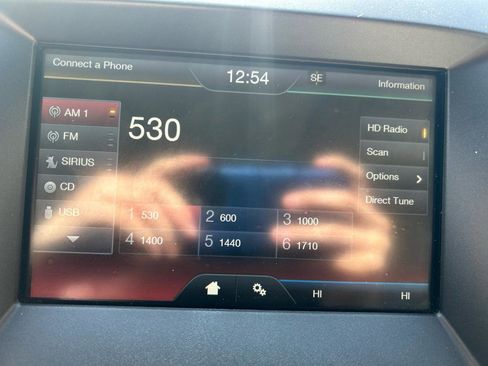 Connect a Phone
12:54
SE
Information
AM 1
FM
SIRIUS
CD
USB
530
HD Radio
Scan
Options
Direct Tune
1 530
2 600
3 1000
4 1400
5 1440
6 1710
HI
HI